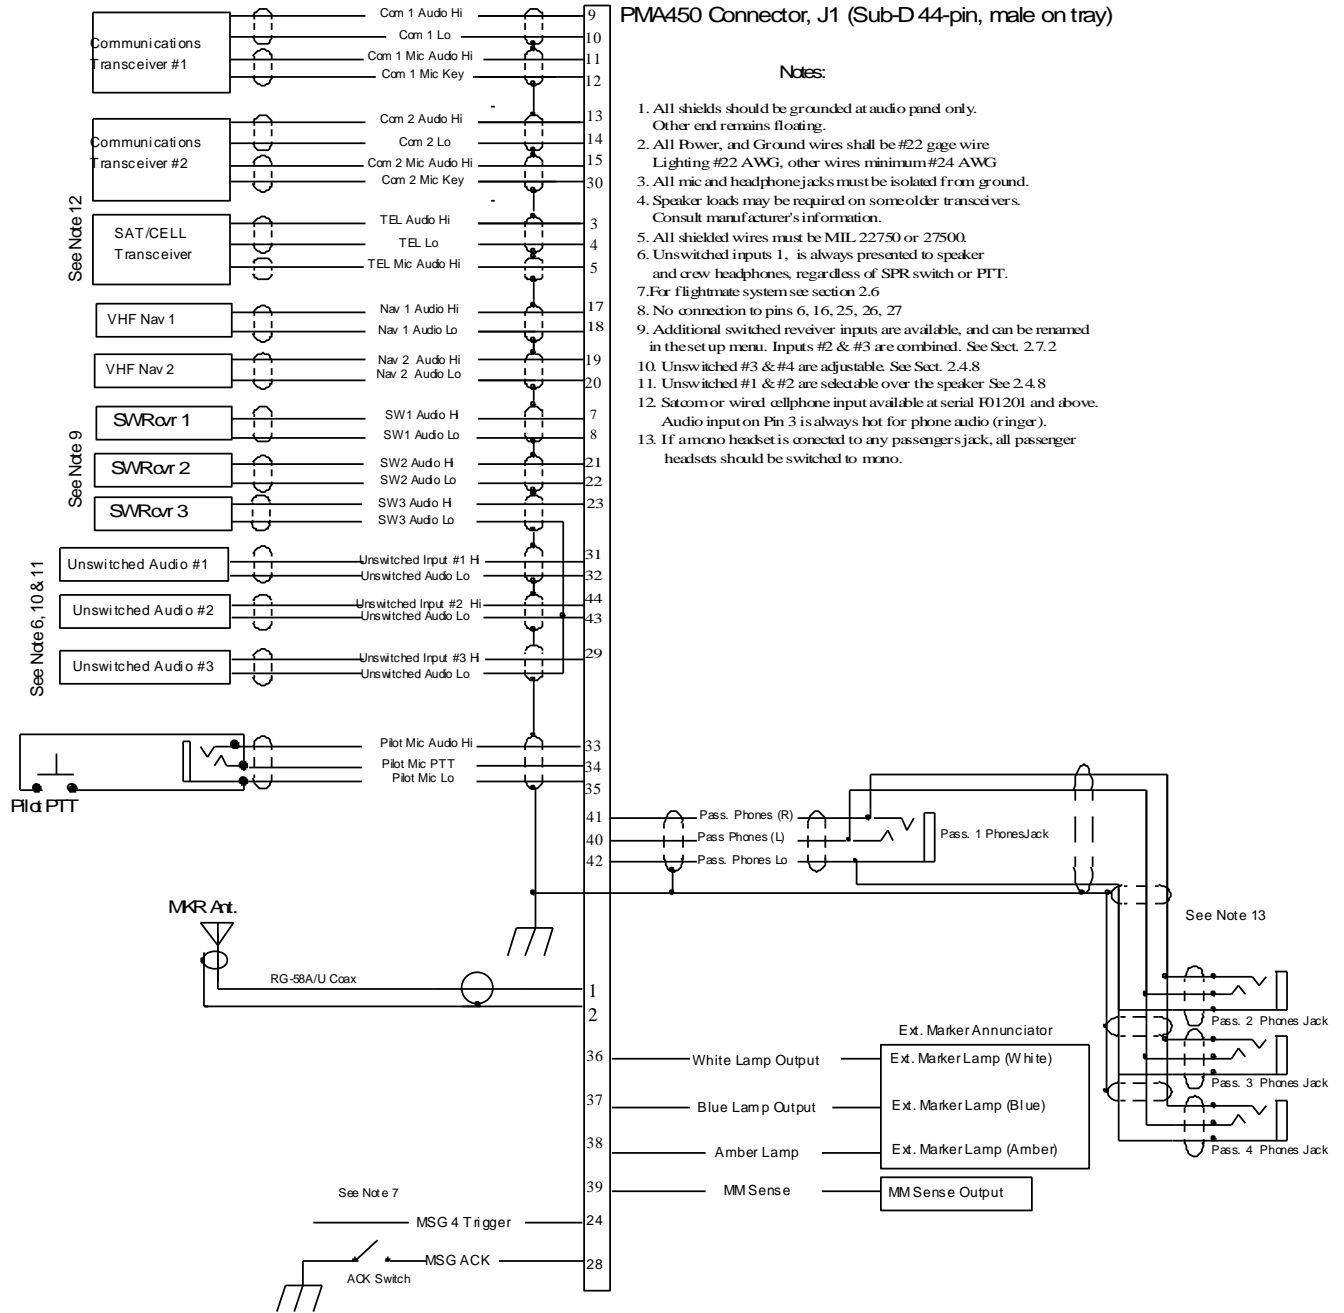 PMA450 Connector, J1 (Sub-D 44-pin, male on tray)
Communications
Transceiver #1
Com 1 Audio Hi
9
Com 1 Lo
10
Com 1 Mic Audio Hi
11
Com 1 Mic Key
12
Communications
Transceiver #2
Com 2 Audio Hi
13
Com 2 Lo
14
Com 2 Mic Audio Hi
15
Com 2 Mic Key
30
See Note 12
SAT/CELL
Transceiver
TEL Audio Hi
3
TEL Lo
4
TEL Mic Audio Hi
5
VHF Nav 1
Nav 1 Audio Hi
17
Nav 1 Audio Lo
18
VHF Nav 2
Nav 2 Audio Hi
19
Nav 2 Audio Lo
20
See Note 9
SWRcvr 1
SW1 Audio Hi
7
SW1 Audio Lo
8
SWRcvr 2
SW2 Audio Hi
21
SW2 Audio Lo
22
SWRcvr 3
SW3 Audio Hi
23
SW3 Audio Lo
See Note 6, 10 & 11
Unswitched Audio #1
Unswitched Input #1 Hi
31
Unswitched Audio Lo
32
Unswitched Audio #2
Unswitched Input #2 Hi
44
Unswitched Audio Lo
43
Unswitched Audio #3
Unswitched Input #3 Hi
29
Unswitched Audio Lo
Pilot PTT
Pilot Mic Audio Hi
33
Pilot Mic PTT
34
Pilot Mic Lo
35
Notes:
1. All shields should be grounded at audio panel only.
Other end remains floating.
2. All Power, and Ground wires shall be #22 gage wire
Lighting #22 AWG, other wires minimum #24 AWG
3. All mic and headphone jacks must be isolated from ground.
4. Speaker loads may be required on some older transceivers.
Consult manufacturer's information.
5. All shielded wires must be MIL 22750 or 27500.
6. Unswitched inputs 1, is always presented to speaker
and crew headphones, regardless of SPR switch or PTT.
7.For flightmate system see section 2.6
8. No connection to pins 6, 16, 25, 26, 27
9. Additional switched reveiver inputs are available, and can be renamed
in the set up menu. Inputs #2 & #3 are combined. See Sect. 2.7.2
10. Unswitched #3 & #4 are adjustable. See Sect. 2.4.8
11. Unswitched #1 & #2 are selectable over the speaker See 2.4.8
12. Satcom or wired cellphone input available at serial F01201 and above.
Audio input on Pin 3 is always hot for phone audio (ringer).
13. If a mono headset is conected to any passengers jack, all passenger
headsets should be switched to mono.
41
Pass. Phones (R)
40
Pass Phones (L)
42
Pass. Phones Lo
Pass. 1 Phones Jack
See Note 13
Pass. 2 Phones Jack
Pass. 3 Phones Jack
Pass. 4 Phones Jack
MKR Ant.
RG-58A/U Coax
1
2
Ext. Marker Annunciator
36
White Lamp Output
Ext. Marker Lamp (White)
37
Blue Lamp Output
Ext. Marker Lamp (Blue)
38
Amber Lamp
Ext. Marker Lamp (Amber)
39
MM Sense
MM Sense Output
See Note 7
MSG 4 Trigger
24
MSG ACK
28
ACK Switch